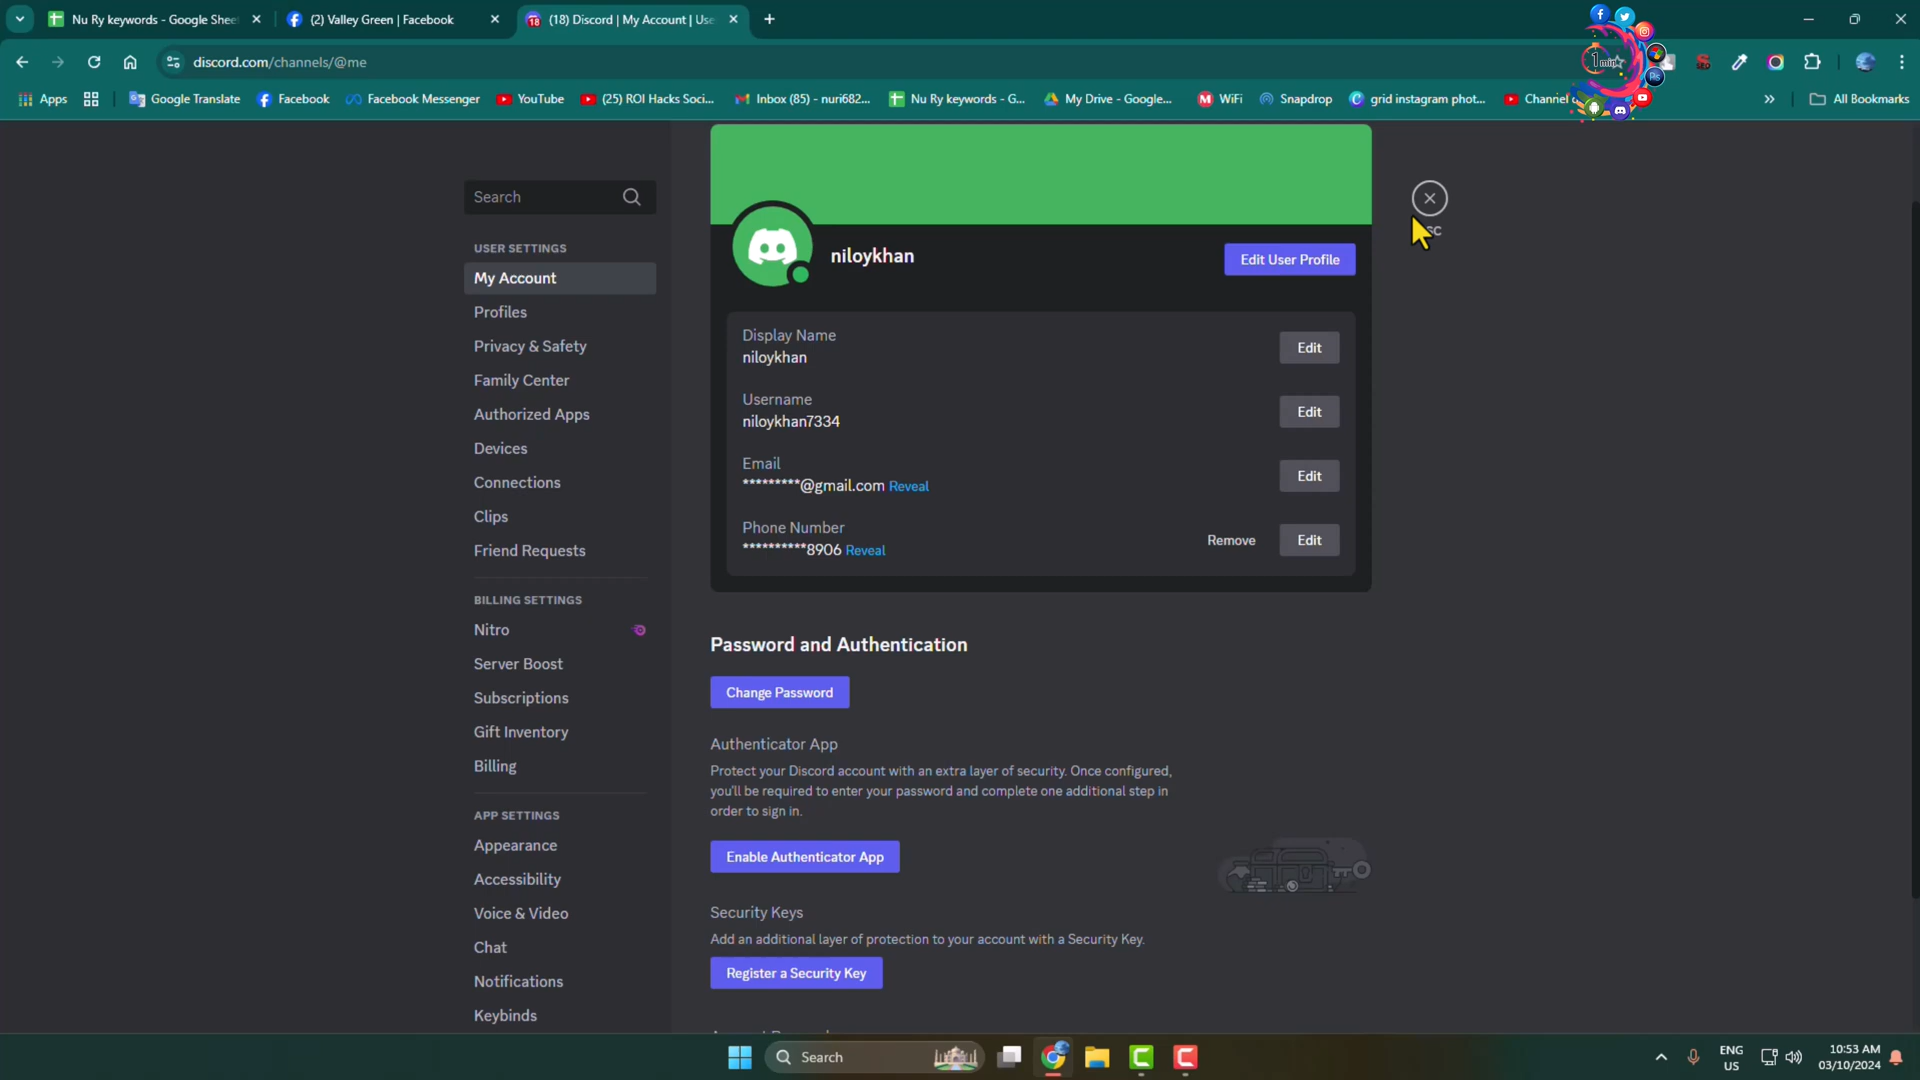 Nu Ry keywords - Google Shee
(2) Valley Green | Facebook
(18) Discord | My Account | Use
discord.com/channels/@me
1 min
Apps
Google Translate
Facebook
Facebook Messenger
YouTube
(25) ROI Hacks Soci...
Inbox (85) - nuri682...
Nu Ry keywords - G...
My Drive - Google...
WiFi
Snapdrop
grid instagram phot...
Channel
All Bookmarks
Search
USER SETTINGS
My Account
Profiles
Privacy & Safety
Family Center
Authorized Apps
Devices
Connections
Clips
Friend Requests
BILLING SETTINGS
Nitro
Server Boost
Subscriptions
Gift Inventory
Billing
APP SETTINGS
Appearance
Accessibility
Voice & Video
Chat
Notifications
Keybinds
niloykhan
Edit User Profile
Display Name
niloykhan
Edit
Username
niloykhan7334
Edit
Email
*********@gmail.com Reveal
Edit
Phone Number
**********8906 Reveal
Remove
Edit
Password and Authentication
Change Password
Authenticator App
Protect your Discord account with an extra layer of security. Once configured,
you'll be required to enter your password and complete one additional step in
order to sign in.
Enable Authenticator App
Security Keys
Add an additional layer of protection to your account with a Security Key.
Register a Security Key
Search
ENG
US
10:53 AM
03/10/2024